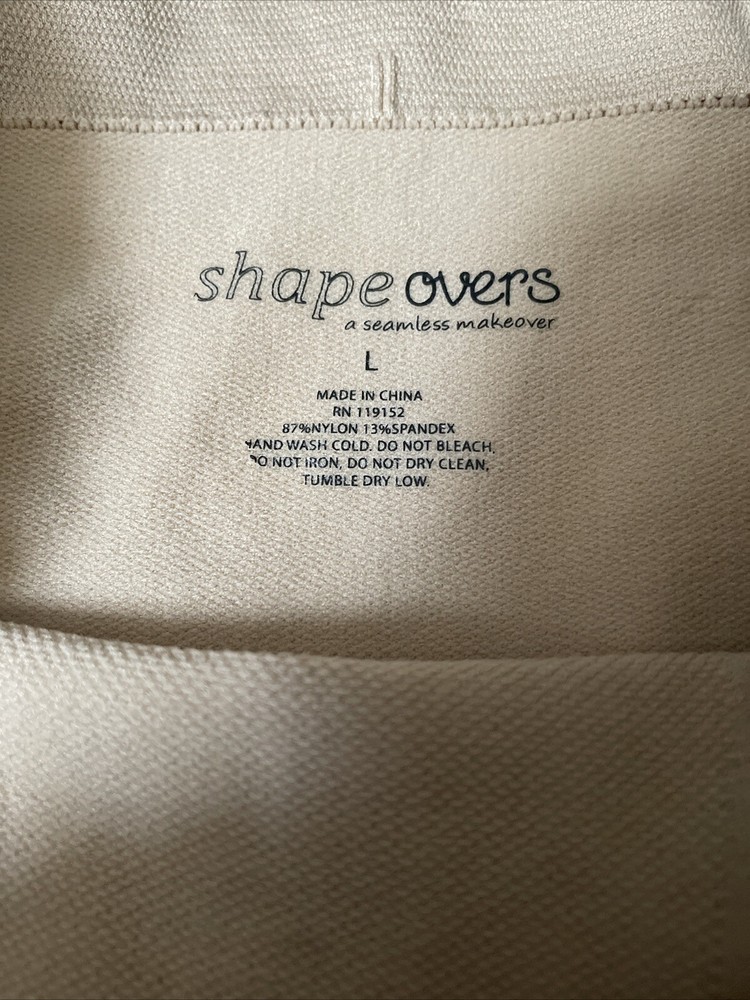 shapeovers
a seamless makeover
L
MADE IN CHINA
RN 119152
87%NYLON 13%SPANDEX
HAND WASH COLD. DO NOT BLEACH,
DO NOT IRON, DO NOT DRY CLEAN,
TUMBLE DRY LOW.